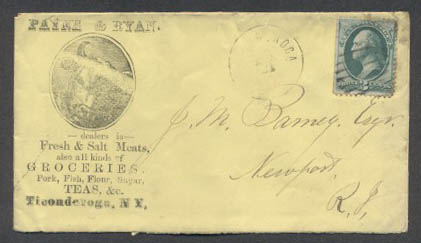 PAYNE & RYAN.
— dealers in —
Fresh & Salt Meats,
also all kinds of
GROCERIES.
Pork, Fish, Flour, Sugar,
TEAS, &c.
Ticonderoga, N.Y,
J. M. Barney, Esqr.
Newport,
R. I,